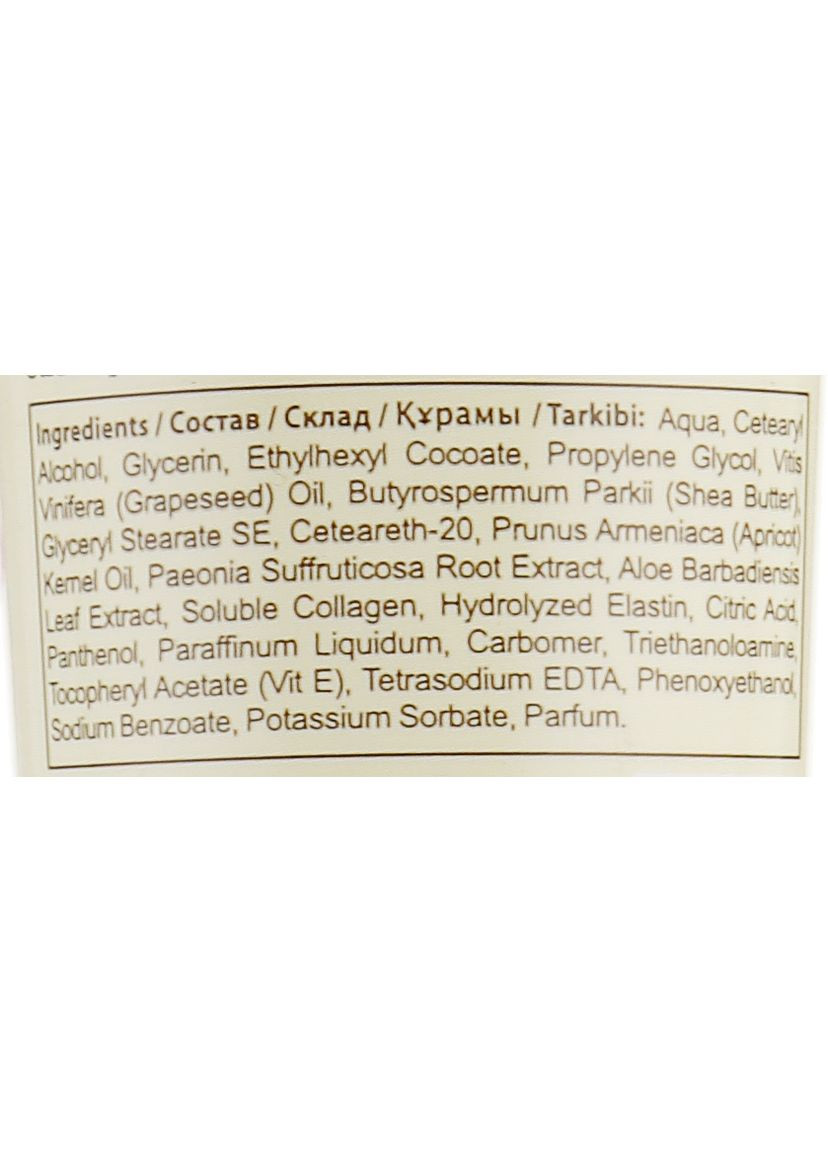 Ingredients / Состав / Склад / Құрамы / Tarkibi: Aqua, Cetearyl
Alcohol, Glycerin, Ethylhexyl Cocoate, Propylene Glycol, Vitis
Vinifera (Grapeseed) Oil, Butyrospermum Parkii (Shea Butter),
Glyceryl Stearate SE, Ceteareth-20, Prunus Armeniaca (Apricot)
Kernel Oil, Paeonia Suffruticosa Root Extract, Aloe Barbadiensis
Leaf Extract, Soluble Collagen, Hydrolyzed Elastin, Citric Acid,
Panthenol, Paraffinum Liquidum, Carbomer, Triethanoloamine,
Tocopheryl Acetate (Vit E), Tetrasodium EDTA, Phenoxyethanol,
Sodium Benzoate, Potassium Sorbate, Parfum.